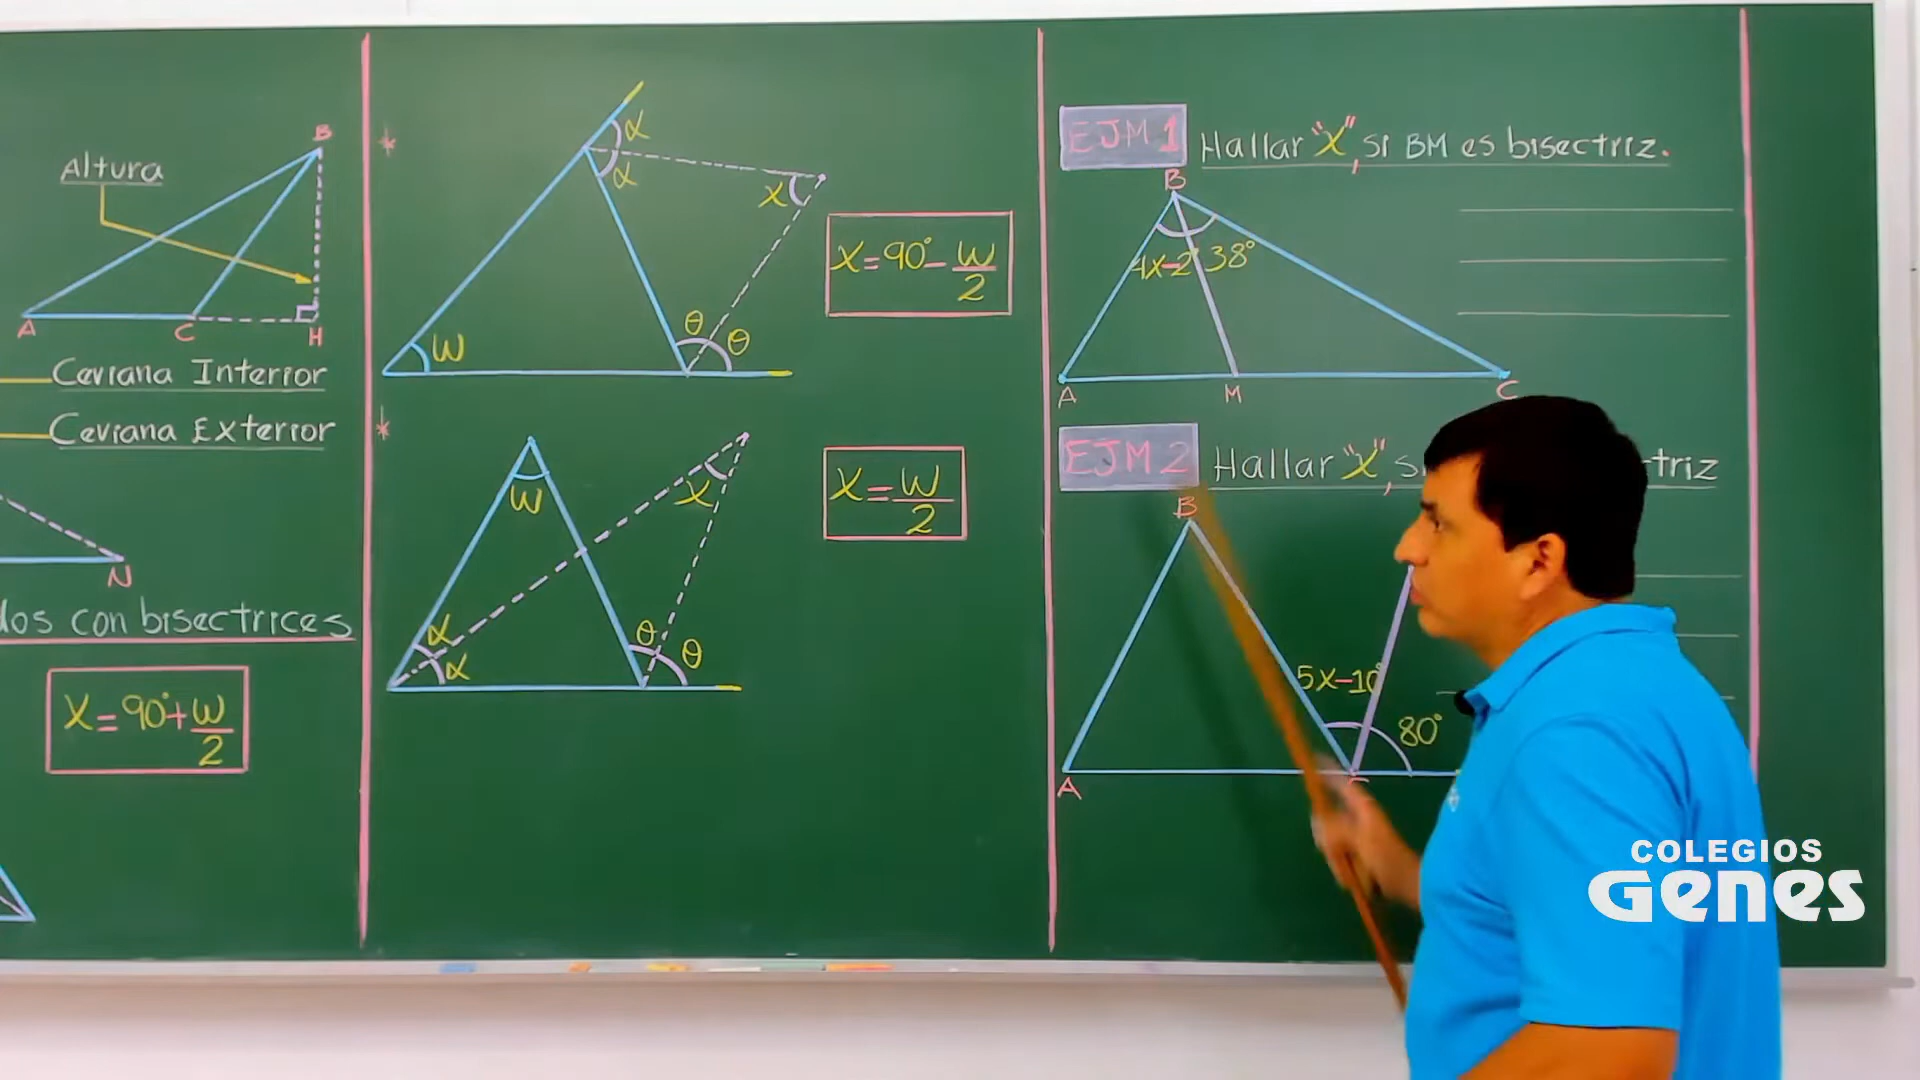 Altura
B
A
C
H
Ceviana Interior
Ceviana Exterior
N
dos con bisectrices
X=90°+W/2
*
α
α
X
W
θ
θ
X=90°-W/2
*
W
X
α
α
θ
θ
X=W/2
EJM 1
Hallar "X", si BM es bisectriz.
B
4X-2 38°
A
M
C
EJM 2
Hallar "X", s triz
B
5X-10°
80°
A
COLEGIOS
GENES